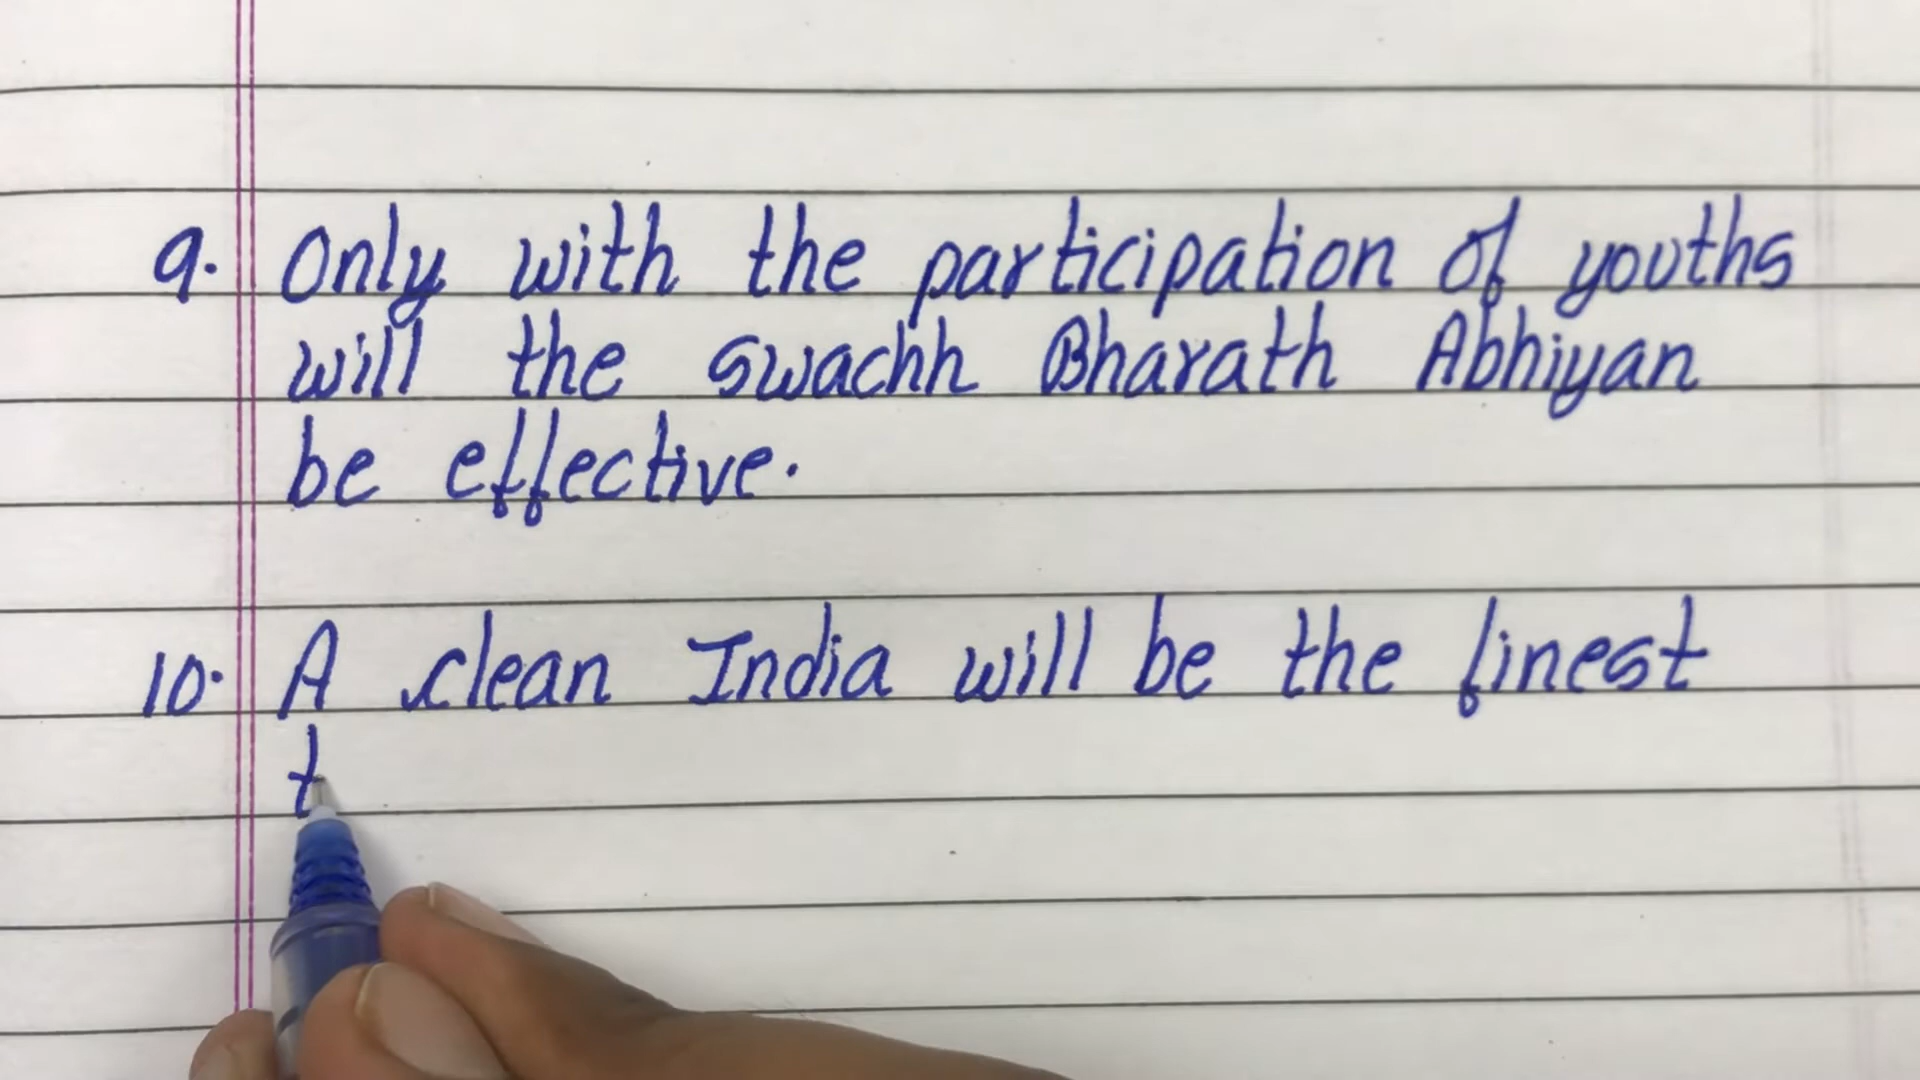 9. Only with the participation of youths
will the swachh Bharath Abhiyan
be effective.
10. A clean India will be the finest
t